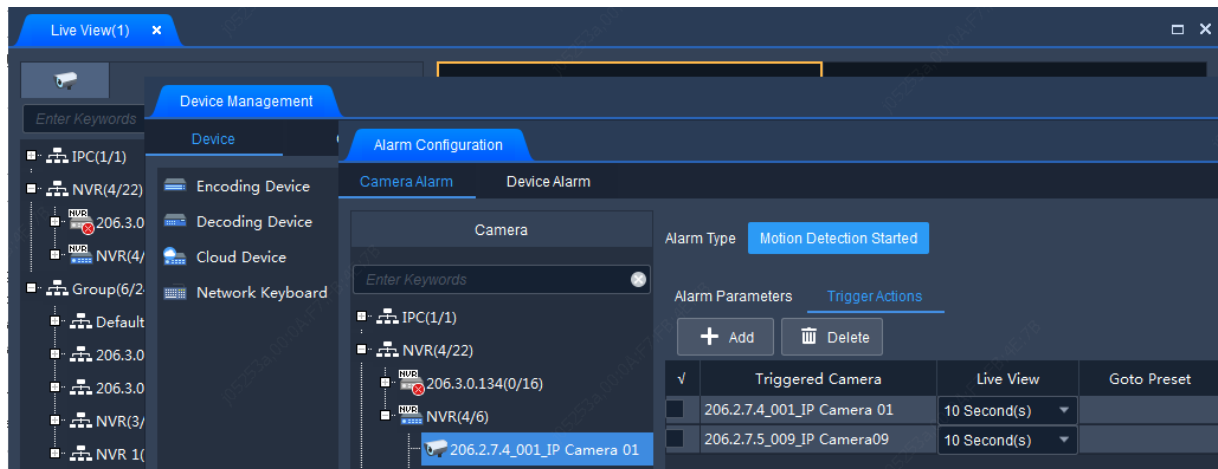 Live View(1)
Enter Keywords
IPC(1/1)
NVR(4/22)
NVR
206.3.0
NVR
NVR(4/
Group(6/2
Default
206.3.0
206.3.0
NVR(3/
NVR 1(
Device Management
Device
Encoding Device
Decoding Device
Cloud Device
Network Keyboard
Alarm Configuration
Camera Alarm Device Alarm
Camera
Enter Keywords
IPC(1/1)
NVR(4/22)
NVR
206.3.0.134(0/16)
NVR
NVR(4/6)
206.2.7.4_001_IP Camera 01
Alarm Type Motion Detection Started
Alarm Parameters Trigger Actions
Add Delete
√ Triggered Camera Live View Goto Preset
206.2.7.4_001_IP Camera 01 10 Second(s)
206.2.7.5_009_IP Camera09 10 Second(s)